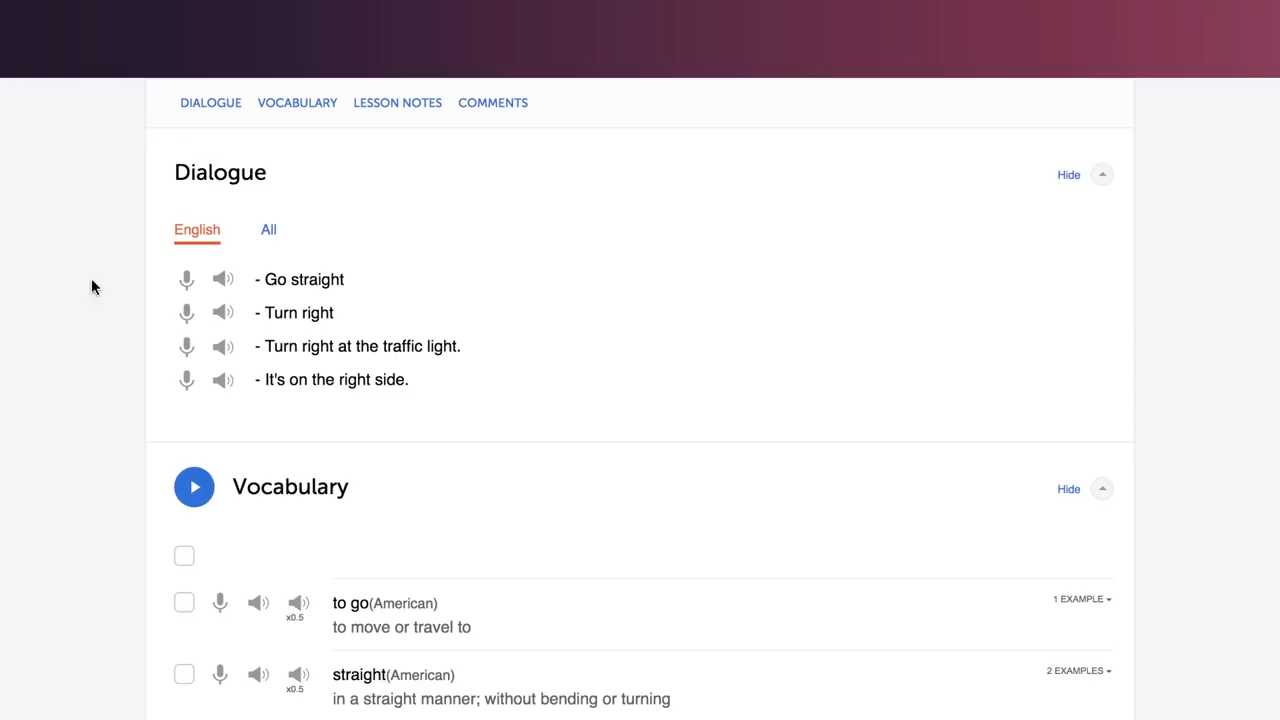 DIALOGUE VOCABULARY LESSON NOTES COMMENTS
Dialogue
Hide
English All
- Go straight
- Turn right
- Turn right at the traffic light.
- It's on the right side.
Vocabulary
Hide
to go(American)
1 EXAMPLE
x0.5
to move or travel to
straight(American)
2 EXAMPLES
x0.5
in a straight manner; without bending or turning